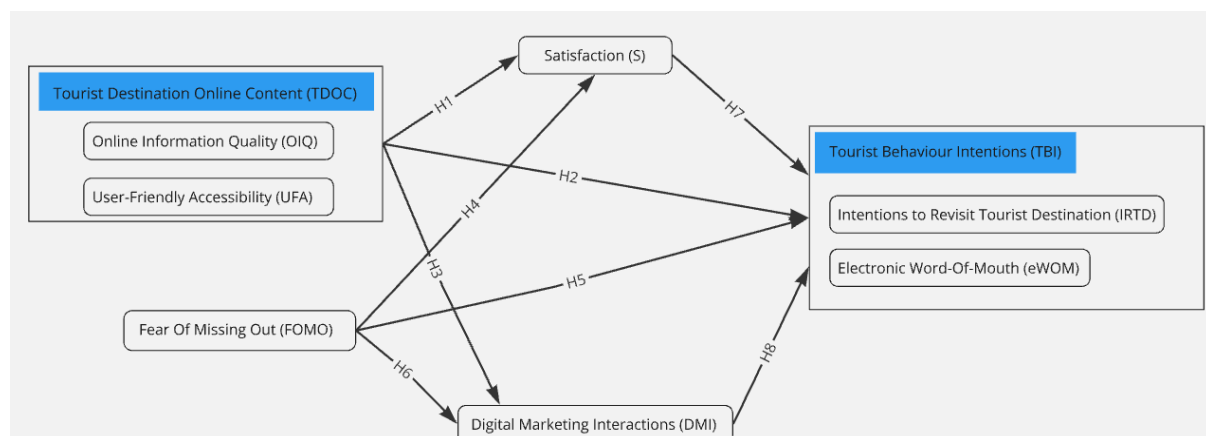 Satisfaction (S)
Tourist Destination Online Content (TDOC)
H1
H7
Online Information Quality (OIQ)
Tourist Behaviour Intentions (TBI)
H2
User-Friendly Accessibility (UFA)
H4
Intentions to Revisit Tourist Destination (IRTD)
H3
Electronic Word-Of-Mouth (eWOM)
H5
Fear Of Missing Out (FOMO)
H6
H8
Digital Marketing Interactions (DMI)